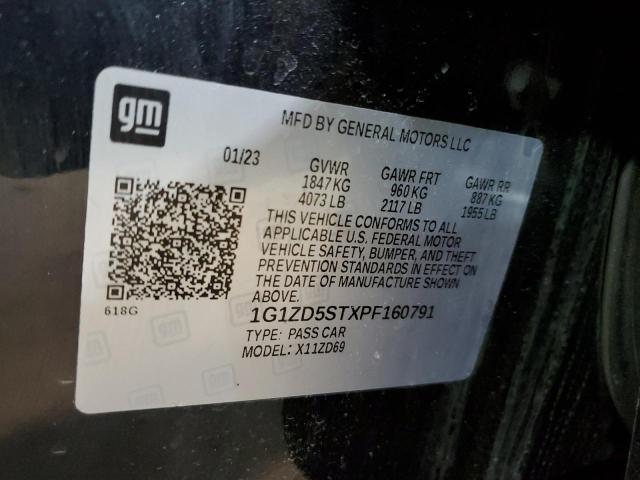 gm
MFD BY GENERAL MOTORS LLC
01/23 GVWR GAWR FRT GAWR RR
1847 KG 960 KG 887 KG
4073 LB 2117 LB 1955 LB
THIS VEHICLE CONFORMS TO ALL
APPLICABLE U.S. FEDERAL MOTOR
VEHICLE SAFETY, BUMPER, AND THEFT
PREVENTION STANDARDS IN EFFECT ON
THE DATE OF MANUFACTURE SHOWN
ABOVE.
618G
1G1ZD5STXPF160791
TYPE: PASS CAR
MODEL: X11ZD69